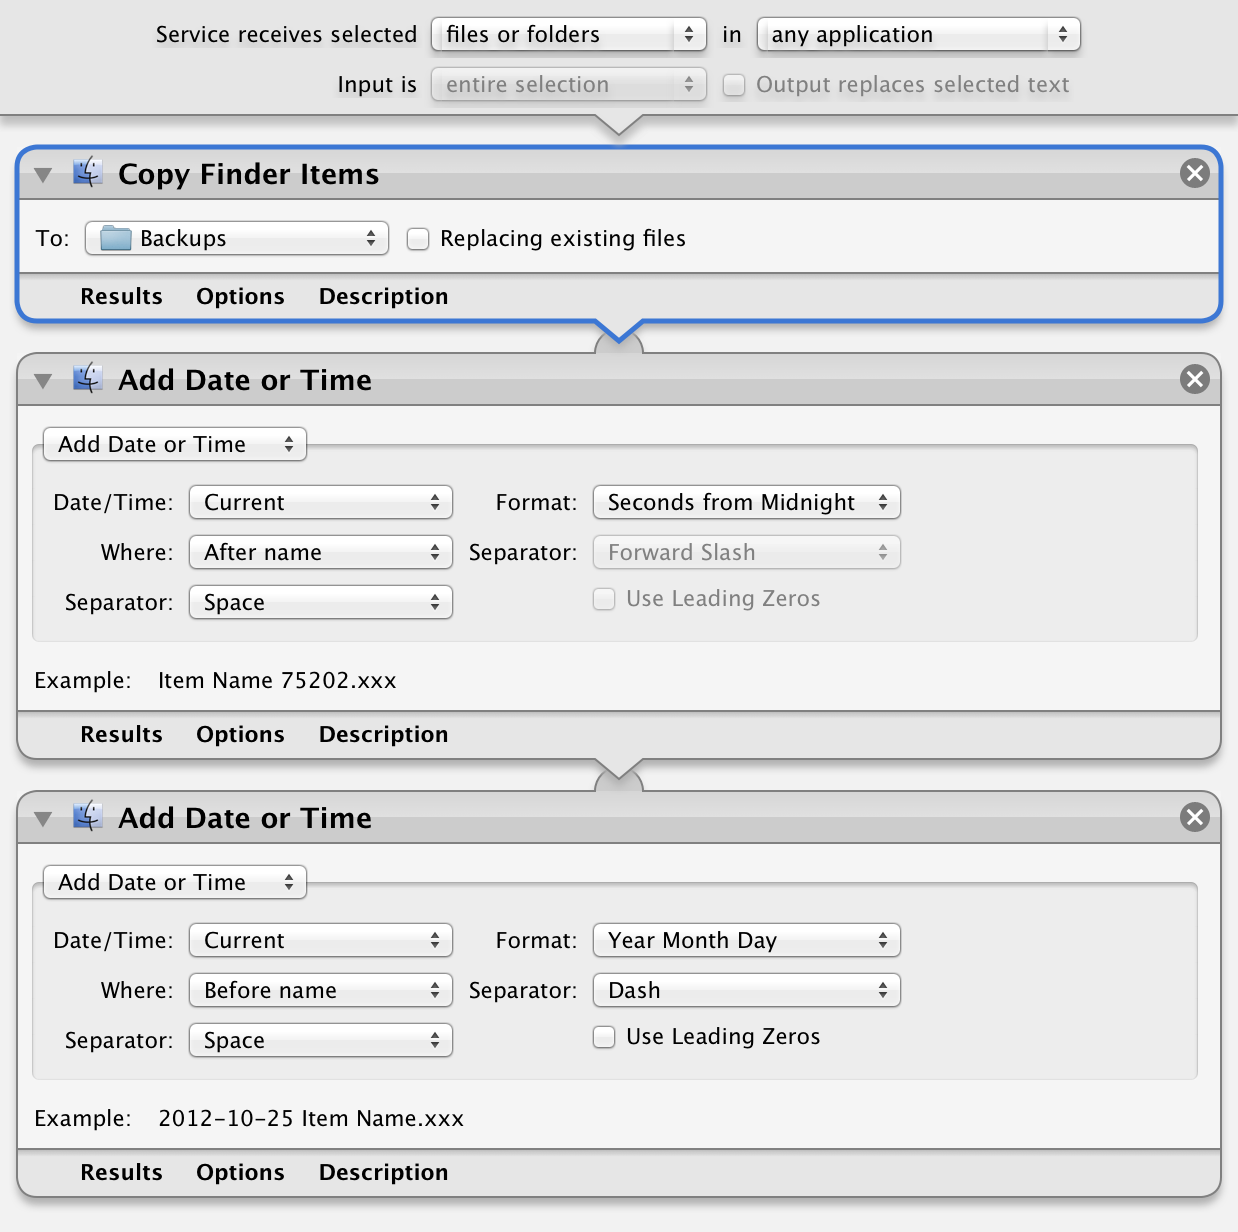 Service receives selected files or folders in any application
Input is entire selection Output replaces selected text
Copy Finder Items
To: Backups Replacing existing files
Results Options Description
Add Date or Time
Add Date or Time
Date/Time: Current Format: Seconds from Midnight
Where: After name Separator: Forward Slash
Separator: Space Use Leading Zeros
Example: Item Name 75202.xxx
Results Options Description
Add Date or Time
Add Date or Time
Date/Time: Current Format: Year Month Day
Where: Before name Separator: Dash
Separator: Space Use Leading Zeros
Example: 2012-10-25 Item Name.xxx
Results Options Description